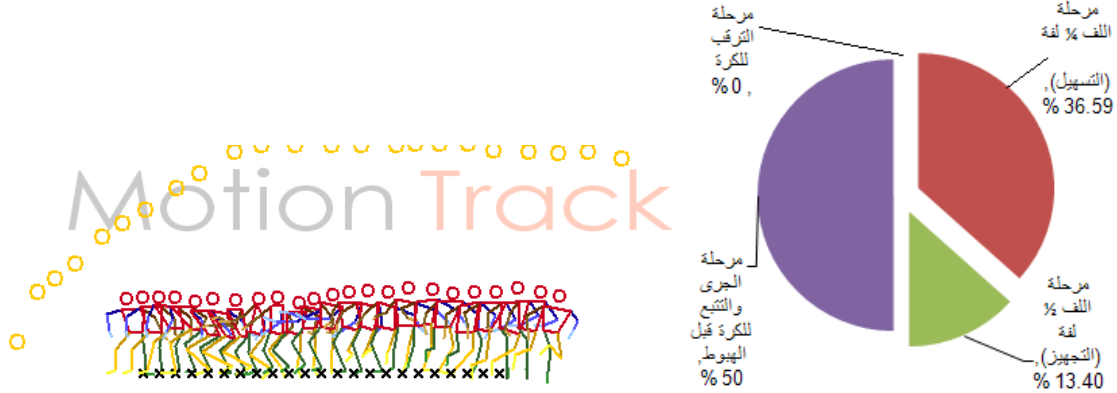 Motion Track
مرحلة
الترقب
للكرة
, 0 %
مرحلة
اللف ¼ لفة
(التسهيل),
36.59 %
مرحلة
الجرى
والتتبع
للكرة قبل
الهبوط,
50 %
مرحلة
اللف ½
لفة
(التجهيز),
13.40 %